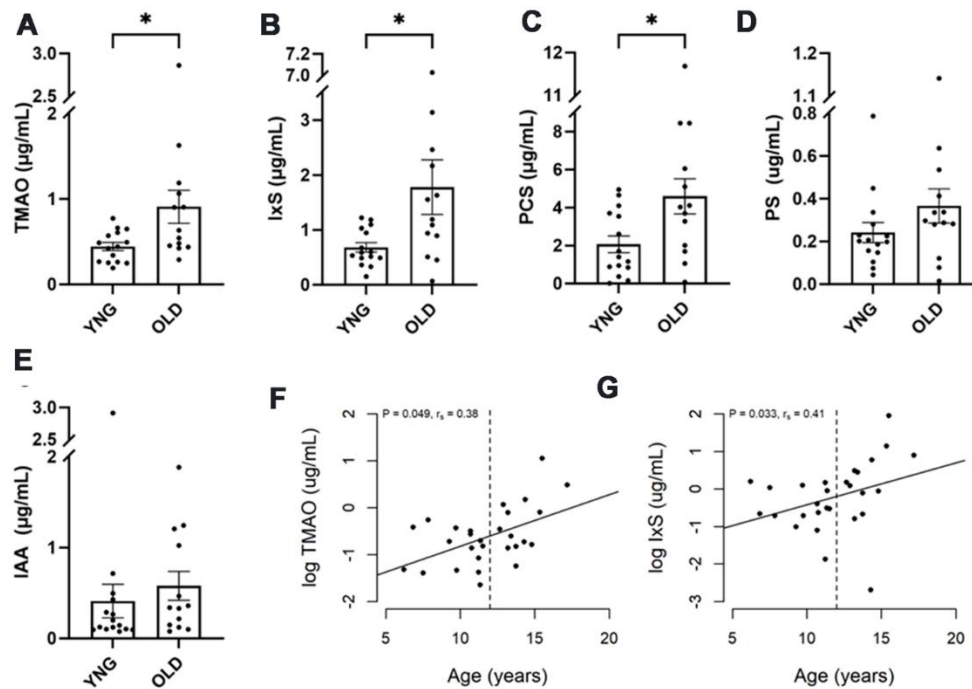 A
*
3.0
2.5
2
1
0
TMAO (µg/mL)
YNG
OLD
B
*
7.2
7.0
3
2
1
0
IxS (µg/mL)
YNG
OLD
C
*
12
11
8
6
4
2
0
PCS (µg/mL)
YNG
OLD
D
1.2
1.1
0.8
0.6
0.4
0.2
0.0
PS (ug/mL)
YNG
OLD
E
3.0
2.5
2
1
0
IAA (µg/mL)
YNG
OLD
F
P = 0.049, rs = 0.38
2
1
0
-1
-2
log TMAO (ug/mL)
5
10
15
20
Age (years)
G
P = 0.033, rs = 0.41
2
1
0
-1
-2
-3
log IxS (ug/mL)
5
10
15
20
Age (years)